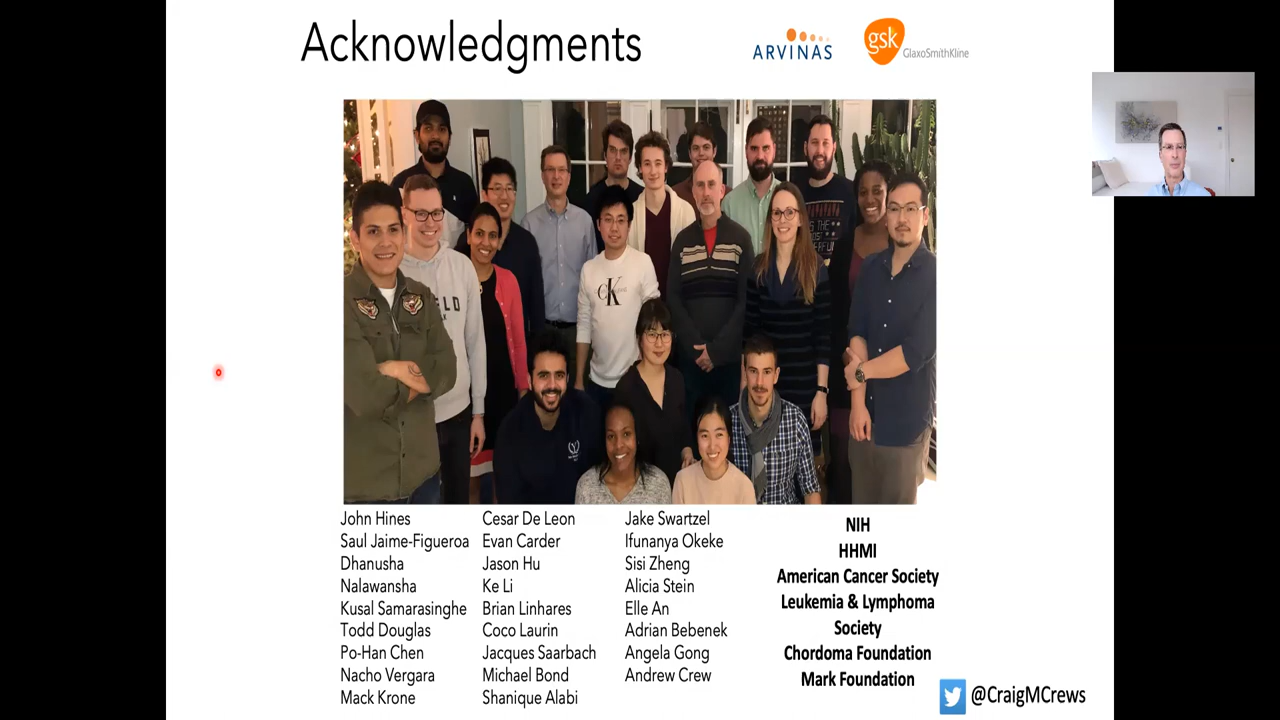 Acknowledgments
ARVINAS
gsk
GlaxoSmithKline
CK
John Hines
Saul Jaime-Figueroa
Dhanusha
Nalawansha
Kusal Samarasinghe
Todd Douglas
Po-Han Chen
Nacho Vergara
Mack Krone
Cesar De Leon
Evan Carder
Jason Hu
Ke Li
Brian Linhares
Coco Laurin
Jacques Saarbach
Michael Bond
Shanique Alabi
Jake Swartzel
Ifunanya Okeke
Sisi Zheng
Alicia Stein
Elle An
Adrian Bebenek
Angela Gong
Andrew Crew
NIH
HHMI
American Cancer Society
Leukemia & Lymphoma
Society
Chordoma Foundation
Mark Foundation
@CraigMCrews